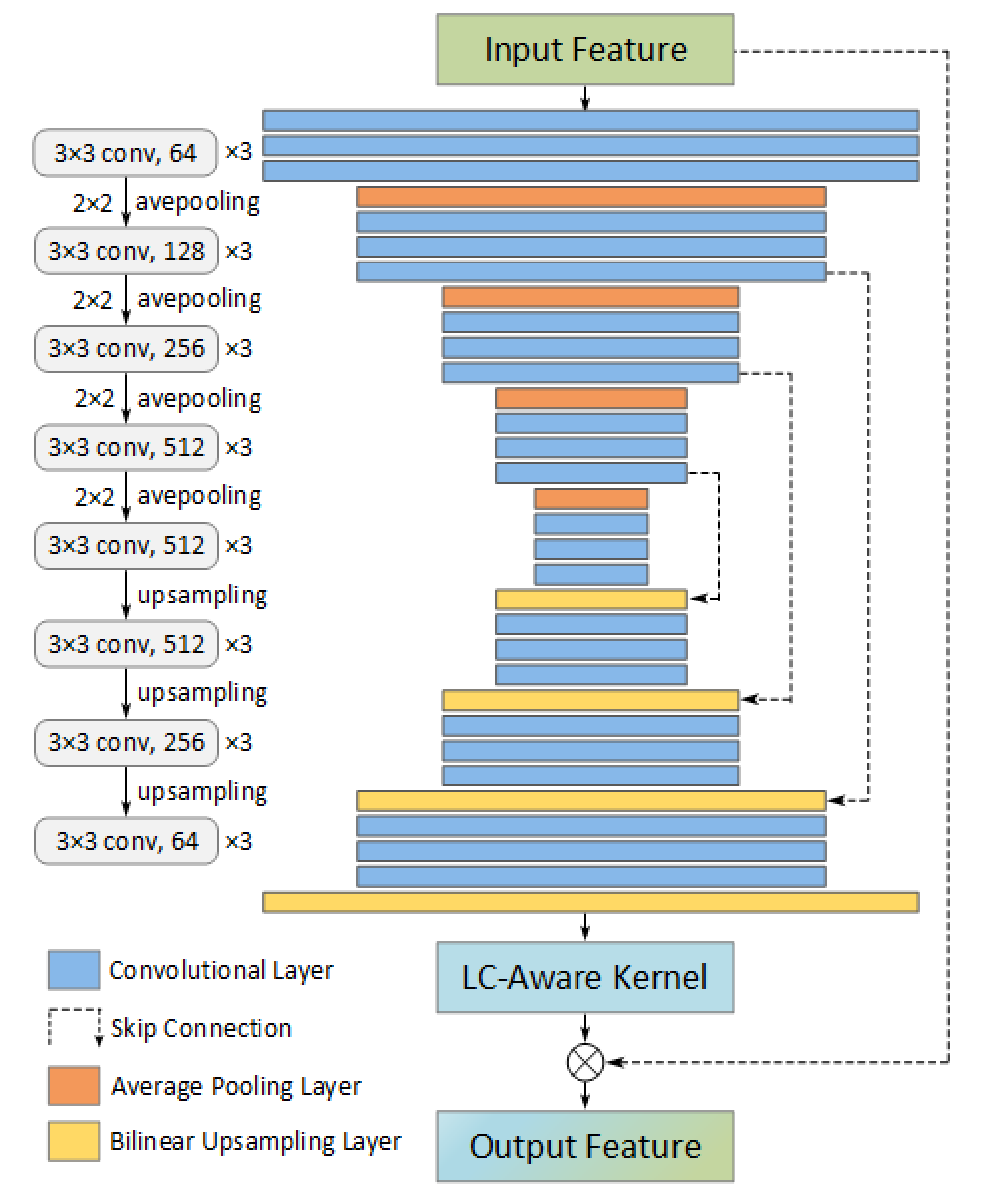 Input Feature
3×3 conv, 64 ×3
2×2 avepooling
3×3 conv, 128 ×3
2×2 avepooling
3×3 conv, 256 ×3
2×2 avepooling
3×3 conv, 512 ×3
2×2 avepooling
3×3 conv, 512 ×3
upsampling
3×3 conv, 512 ×3
upsampling
3×3 conv, 256 ×3
upsampling
3×3 conv, 64 ×3
LC-Aware Kernel
Output Feature
Convolutional Layer
Skip Connection
Average Pooling Layer
Bilinear Upsampling Layer